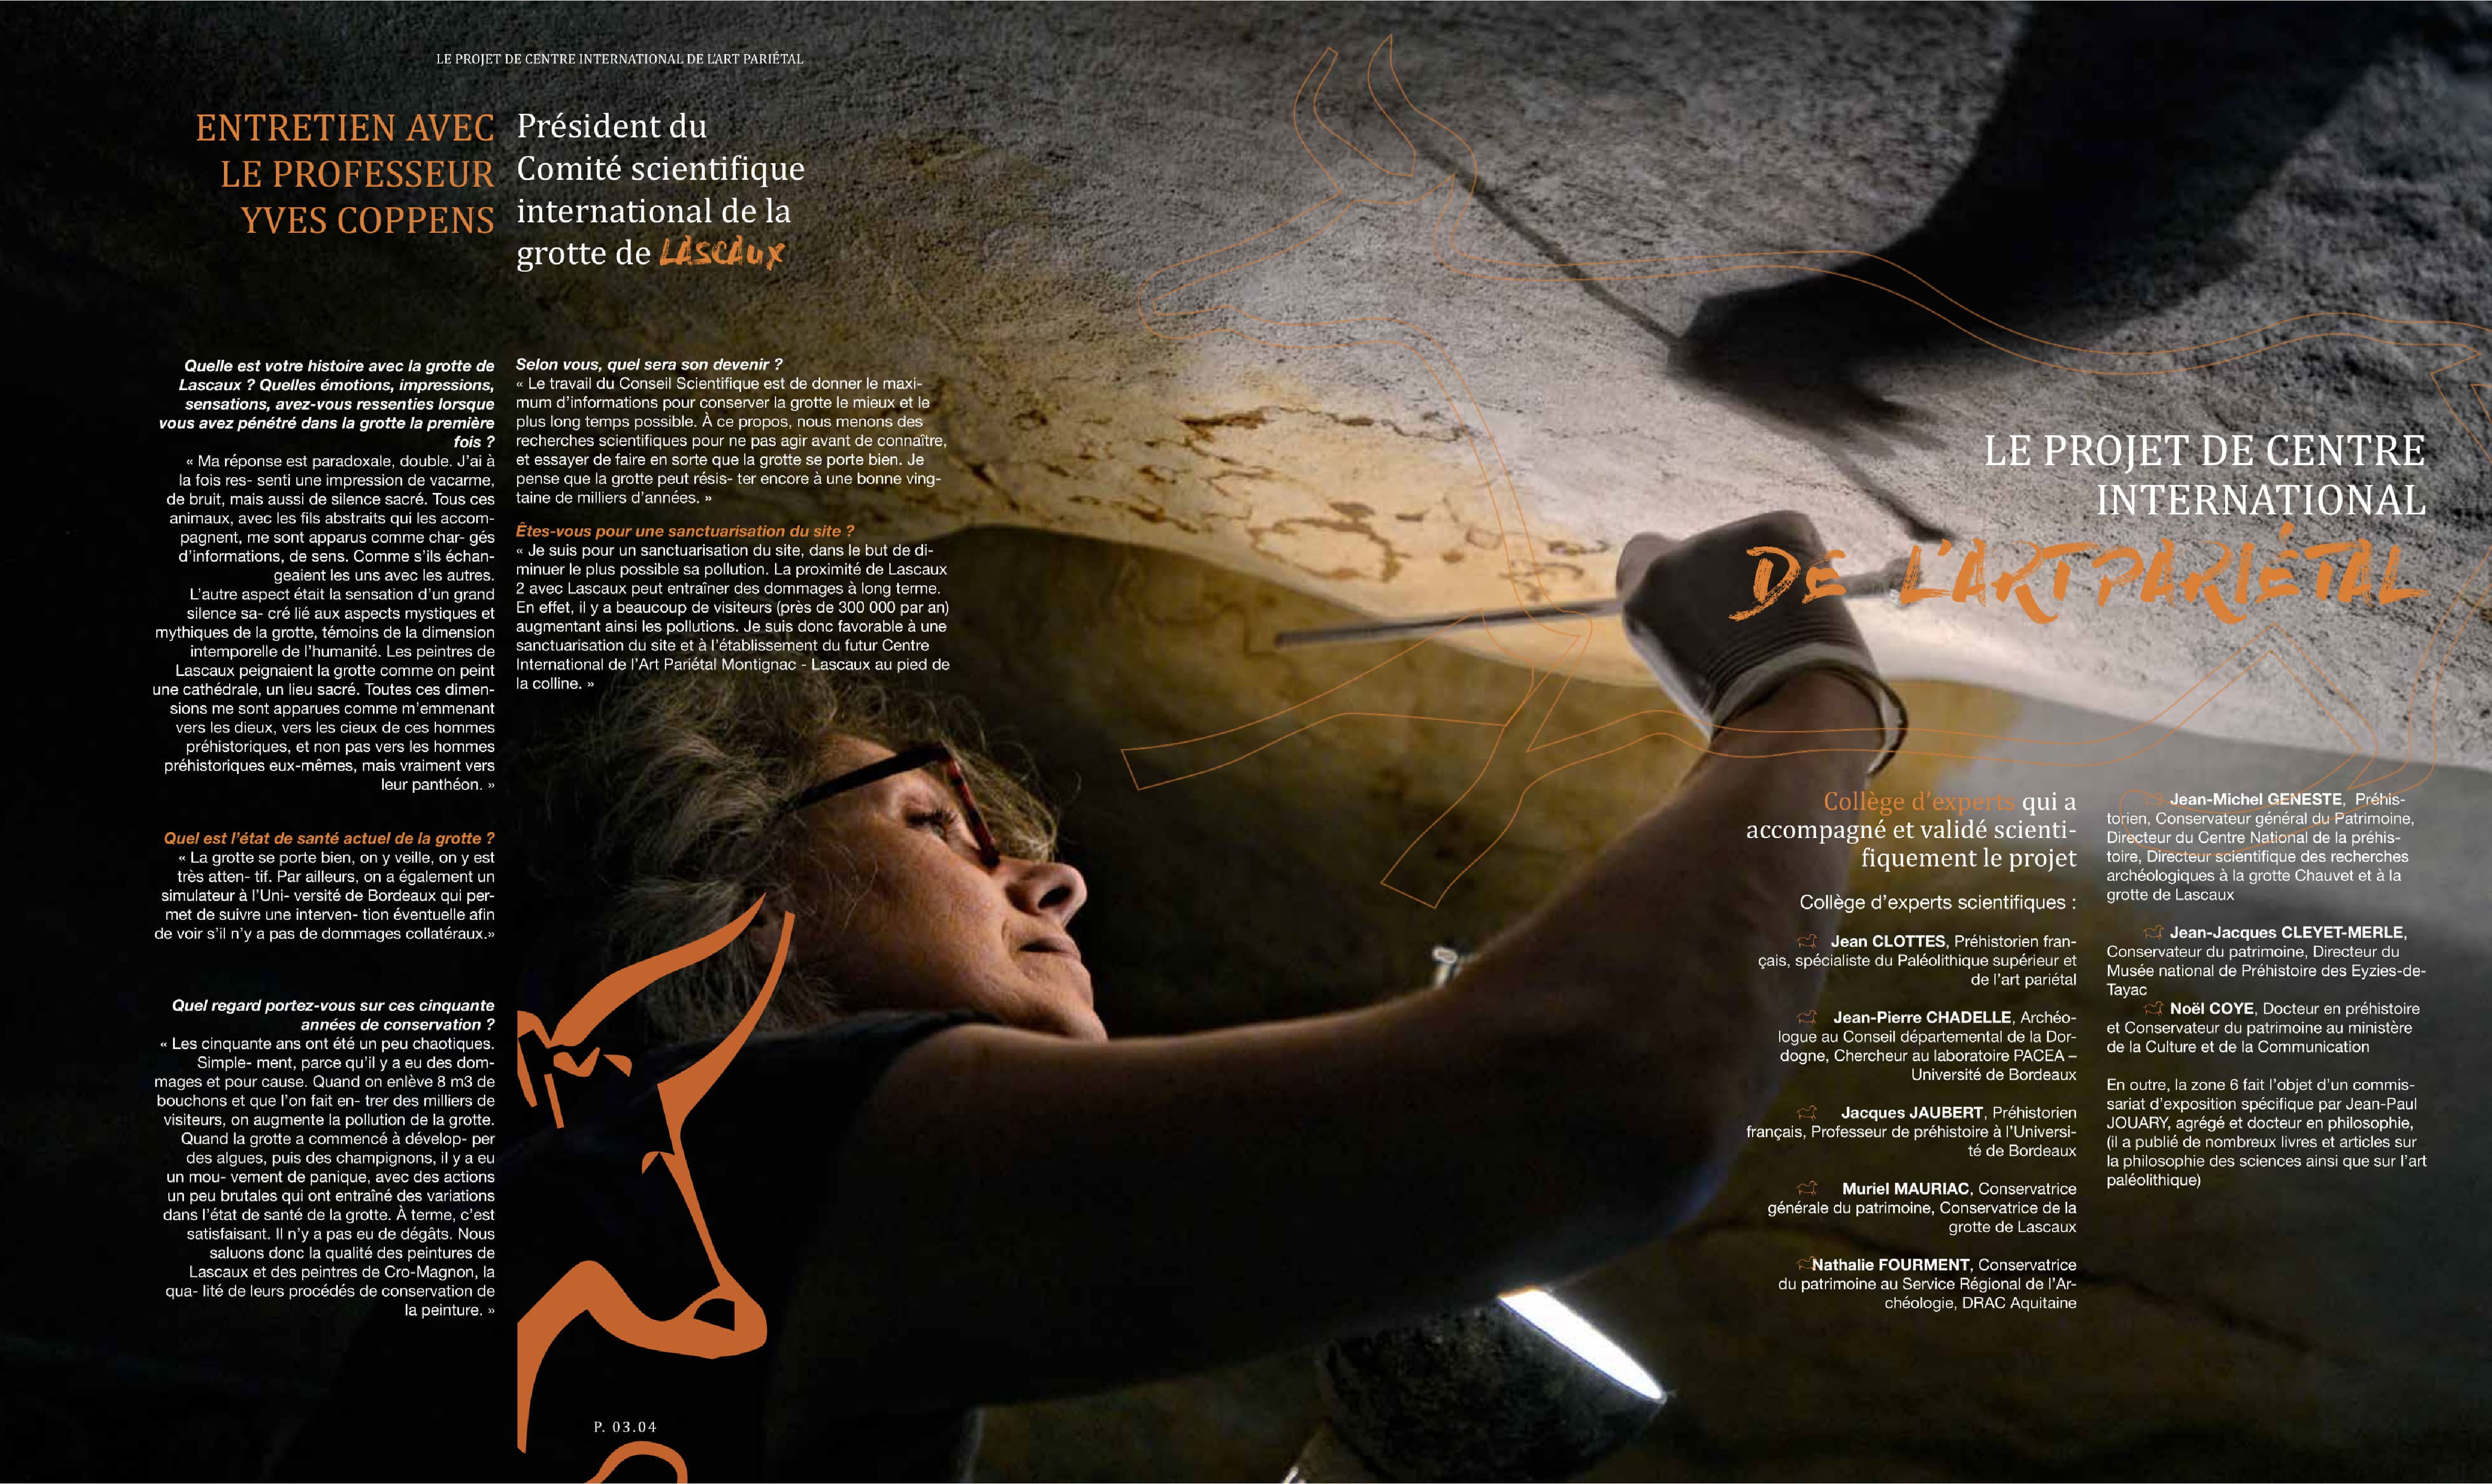 LE PROJET DE CENTRE INTERNATIONAL DE L'ART PARIÉTAL
ENTRETIEN AVEC
LE PROFESSEUR
YVES COPPENS
Président du
Comité scientifique
international de la
grotte de LASCAUX
Quelle est votre histoire avec la grotte de
Lascaux ? Quelles émotions, impressions,
sensations, avez-vous ressenties lorsque
vous avez pénétré dans la grotte la première
fois ?
« Ma réponse est paradoxale, double. J'ai à
la fois res- senti une impression de vacarme,
de bruit, mais aussi de silence sacré. Tous ces
animaux, avec les fils abstraits qui les accom-
pagnent, me sont apparus comme char- gés
d'informations, de sens. Comme s'ils échan-
geaient les uns avec les autres.
L'autre aspect était la sensation d'un grand
silence sa- cré lié aux aspects mystiques et
mythiques de la grotte, témoins de la dimension
intemporelle de l'humanité. Les peintres de
Lascaux peignaient la grotte comme on peint
une cathédrale, un lieu sacré. Toutes ces dimen-
sions me sont apparues comme m'emmenant
vers les dieux, vers les cieux de ces hommes
préhistoriques, et non pas vers les hommes
préhistoriques eux-mêmes, mais vraiment vers
leur panthéon. »
Quel est l'état de santé actuel de la grotte ?
« La grotte se porte bien, on y veille, on y est
très atten- tif. Par ailleurs, on a également un
simulateur à l'Uni- versité de Bordeaux qui per-
met de suivre une interven- tion éventuelle afin
de voir s'il n'y a pas de dommages collatéraux.»
Quel regard portez-vous sur ces cinquante
années de conservation ?
« Les cinquante ans ont été un peu chaotiques.
Simple- ment, parce qu'il y a eu des dom-
mages et pour cause. Quand on enlève 8 m3 de
bouchons et que l'on fait en- trer des milliers de
visiteurs, on augmente la pollution de la grotte.
Quand la grotte a commencé à dévelop- per
des algues, puis des champignons, il y a eu
un mou- vement de panique, avec des actions
un peu brutales qui ont entraîné des variations
dans l'état de santé de la grotte. À terme, c'est
satisfaisant. Il n'y a pas eu de dégâts. Nous
saluons donc la qualité des peintures de
Lascaux et des peintres de Cro-Magnon, la
qua- lité de leurs procédés de conservation de
la peinture. »
Selon vous, quel sera son devenir ?
« Le travail du Conseil Scientifique est de donner le maxi-
mum d'informations pour conserver la grotte le mieux et le
plus long temps possible. À ce propos, nous menons des
recherches scientifiques pour ne pas agir avant de connaître,
et essayer de faire en sorte que la grotte se porte bien. Je
pense que la grotte peut résis- ter encore à une bonne ving-
taine de milliers d'années. »
Êtes-vous pour une sanctuarisation du site ?
« Je suis pour un sanctuarisation du site, dans le but de di-
minuer le plus possible sa pollution. La proximité de Lascaux
2 avec Lascaux peut entraîner des dommages à long terme.
En effet, il y a beaucoup de visiteurs (près de 300 000 par an)
augmentant ainsi les pollutions. Je suis donc favorable à une
sanctuarisation du site et à l'établissement du futur Centre
International de l'Art Pariétal Montignac - Lascaux au pied de
la colline. »
P. 03.04
LE PROJET DE CENTRE
INTERNATIONAL
DE L'ART PARIÉTAL
Collège d'experts qui a
accompagné et validé scienti-
fiquement le projet
Collège d'experts scientifiques :
Jean CLOTTES, Préhistorien fran-
çais, spécialiste du Paléolithique supérieur et
de l'art pariétal
Jean-Pierre CHADELLE, Archéo-
logue au Conseil départemental de la Dor-
dogne, Chercheur au laboratoire PACEA –
Université de Bordeaux
Jacques JAUBERT, Préhistorien
français, Professeur de préhistoire à l'Universi-
té de Bordeaux
Muriel MAURIAC, Conservatrice
générale du patrimoine, Conservatrice de la
grotte de Lascaux
Nathalie FOURMENT, Conservatrice
du patrimoine au Service Régional de l'Ar-
chéologie, DRAC Aquitaine
Jean-Michel GENESTE, Préhis-
torien, Conservateur général du Patrimoine,
Directeur du Centre National de la préhis-
toire, Directeur scientifique des recherches
archéologiques à la grotte Chauvet et à la
grotte de Lascaux
Jean-Jacques CLEYET-MERLE,
Conservateur du patrimoine, Directeur du
Musée national de Préhistoire des Eyzies-de-
Tayac
Noël COYE, Docteur en préhistoire
et Conservateur du patrimoine au ministère
de la Culture et de la Communication
En outre, la zone 6 fait l'objet d'un commis-
sariat d'exposition spécifique par Jean-Paul
JOUARY, agrégé et docteur en philosophie,
(il a publié de nombreux livres et articles sur
la philosophie des sciences ainsi que sur l'art
paléolithique)